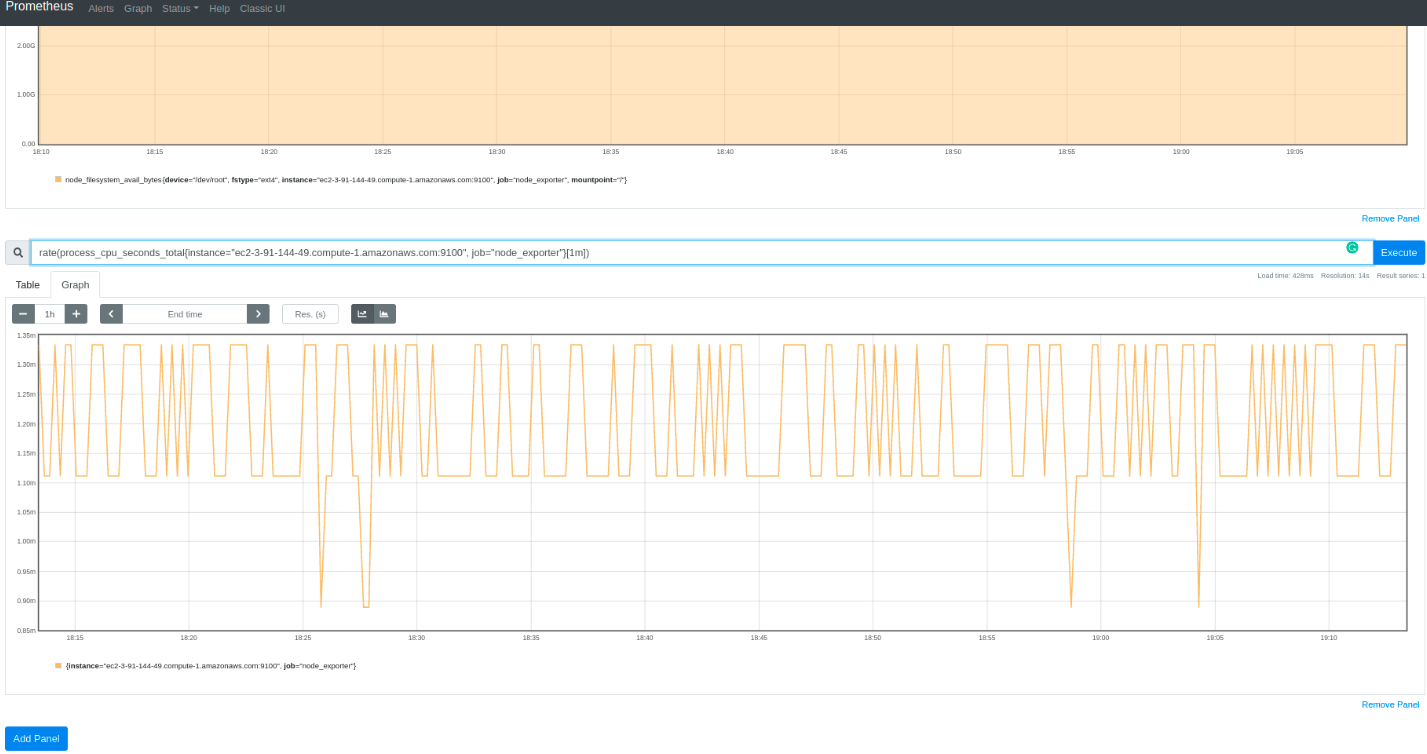 Prometheus Alerts Graph Status Help Classic UI
2.00G
1.00G
0.00
18:10 18:15 18:20 18:25 18:30 18:35 18:40 18:45 18:50 18:55 19:00 19:05
node_filesystem_avail_bytes{device="/dev/root", fstype="ext4", instance="ec2-3-91-144-49.compute-1.amazonaws.com:9100", job="node_exporter", mountpoint="/"}
Remove Panel
rate(process_cpu_seconds_total{instance="ec2-3-91-144-49.compute-1.amazonaws.com:9100", job="node_exporter"}[1m]) Execute
Load time: 428ms Resolution: 14s Result series: 1
Table Graph
1h End time Res. (s)
1.35m
1.30m
1.25m
1.20m
1.15m
1.10m
1.05m
1.00m
0.95m
0.90m
0.85m
18:15 18:20 18:25 18:30 18:35 18:40 18:45 18:50 18:55 19:00 19:05 19:10
{instance="ec2-3-91-144-49.compute-1.amazonaws.com:9100", job="node_exporter"}
Remove Panel
Add Panel